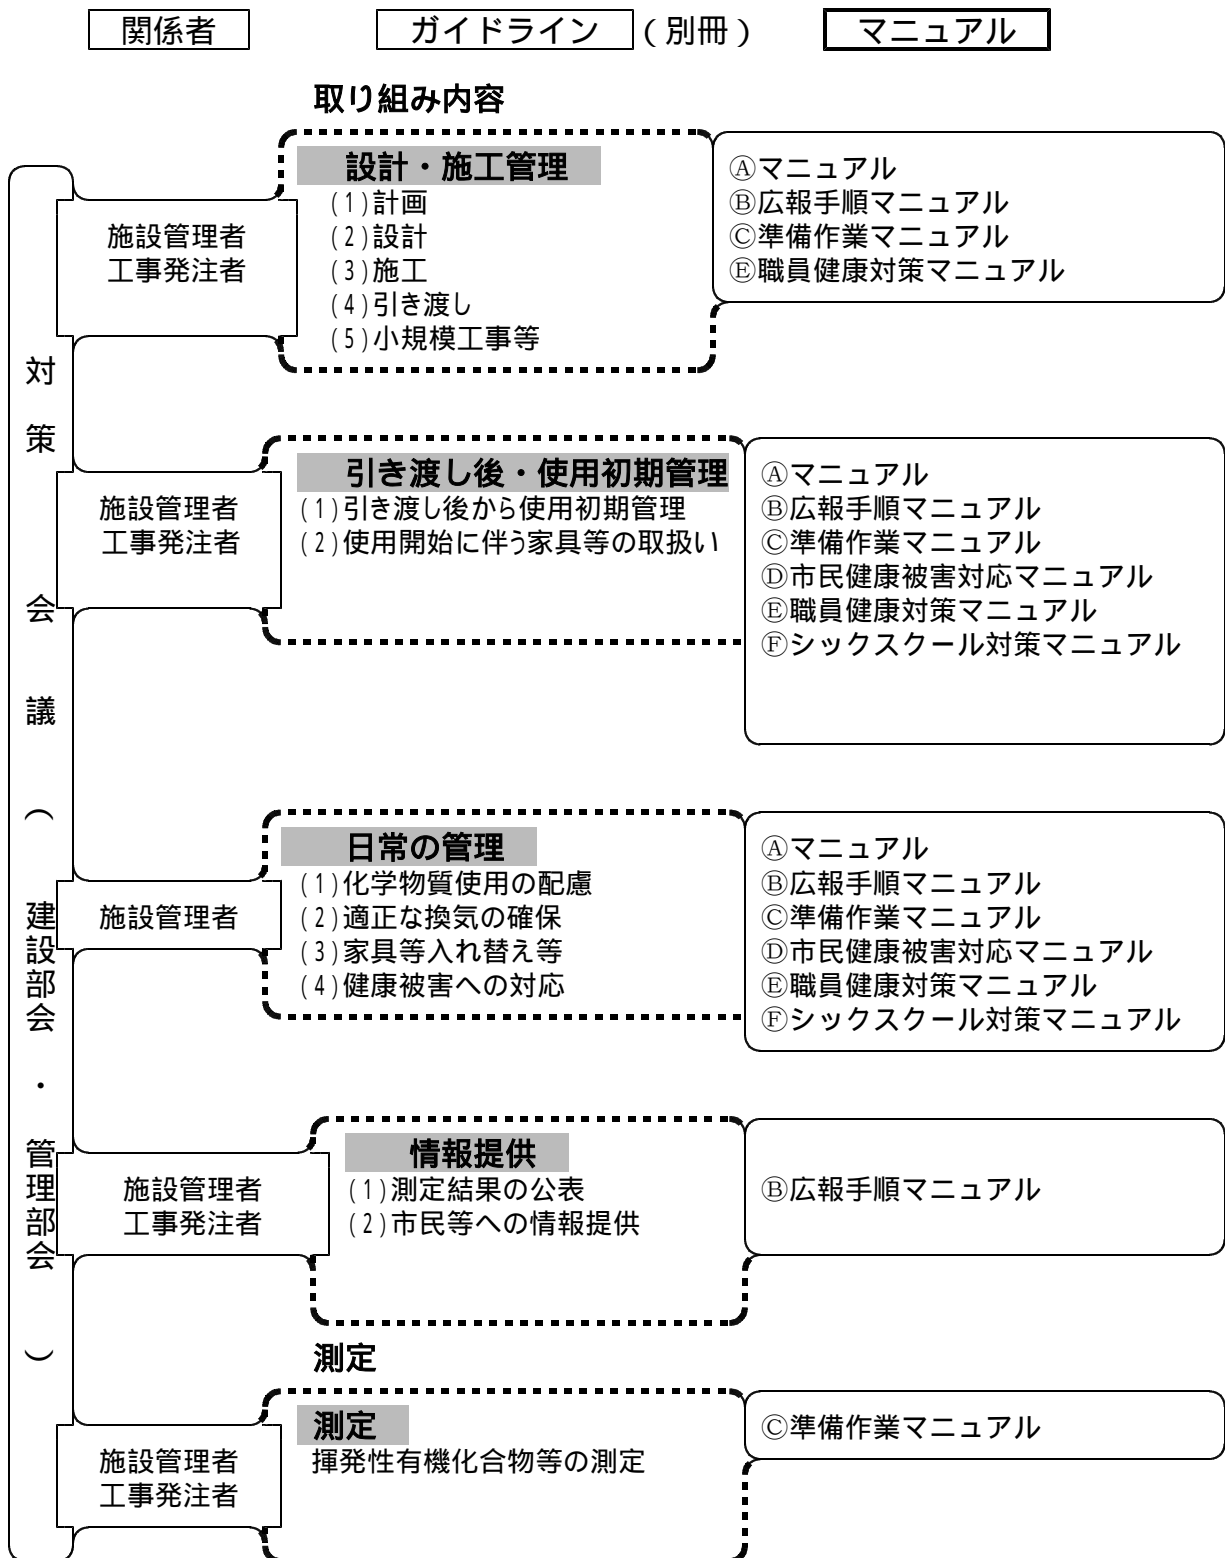 関係者 ガイドライン (別冊) マニュアル
取り組み内容
対策会議(建設部会・管理部会)
施設管理者
工事発注者
設計・施工管理
(1)計画
(2)設計
(3)施工
(4)引き渡し
(5)小規模工事等
Ⓐマニュアル
Ⓑ広報手順マニュアル
Ⓒ準備作業マニュアル
Ⓔ職員健康対策マニュアル
施設管理者
工事発注者
引き渡し後・使用初期管理
(1)引き渡し後から使用初期管理
(2)使用開始に伴う家具等の取扱い
Ⓐマニュアル
Ⓑ広報手順マニュアル
Ⓒ準備作業マニュアル
Ⓓ市民健康被害対応マニュアル
Ⓔ職員健康対策マニュアル
Ⓕシックスクール対策マニュアル
施設管理者
日常の管理
(1)化学物質使用の配慮
(2)適正な換気の確保
(3)家具等入れ替え等
(4)健康被害への対応
Ⓐマニュアル
Ⓑ広報手順マニュアル
Ⓒ準備作業マニュアル
Ⓓ市民健康被害対応マニュアル
Ⓔ職員健康対策マニュアル
Ⓕシックスクール対策マニュアル
施設管理者
工事発注者
情報提供
(1)測定結果の公表
(2)市民等への情報提供
Ⓑ広報手順マニュアル
測定
施設管理者
工事発注者
測定
揮発性有機化合物等の測定
Ⓒ準備作業マニュアル